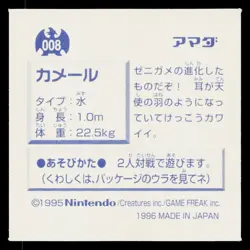 008
アマダ
カメール
タイプ：水
身長：1.0m
体重：22.5kg
ゼニガメの進化した
ものだぞ！ 耳が天
使の羽のようになっ
ていてけっこうカワ
イイ。
●あそびかた● 2人対戦で遊びます。
(くわしくは、パッケージのウラを見てネ)
©1995 Nintendo/Creatures inc./GAME FREAK inc.
1996 MADE IN JAPAN